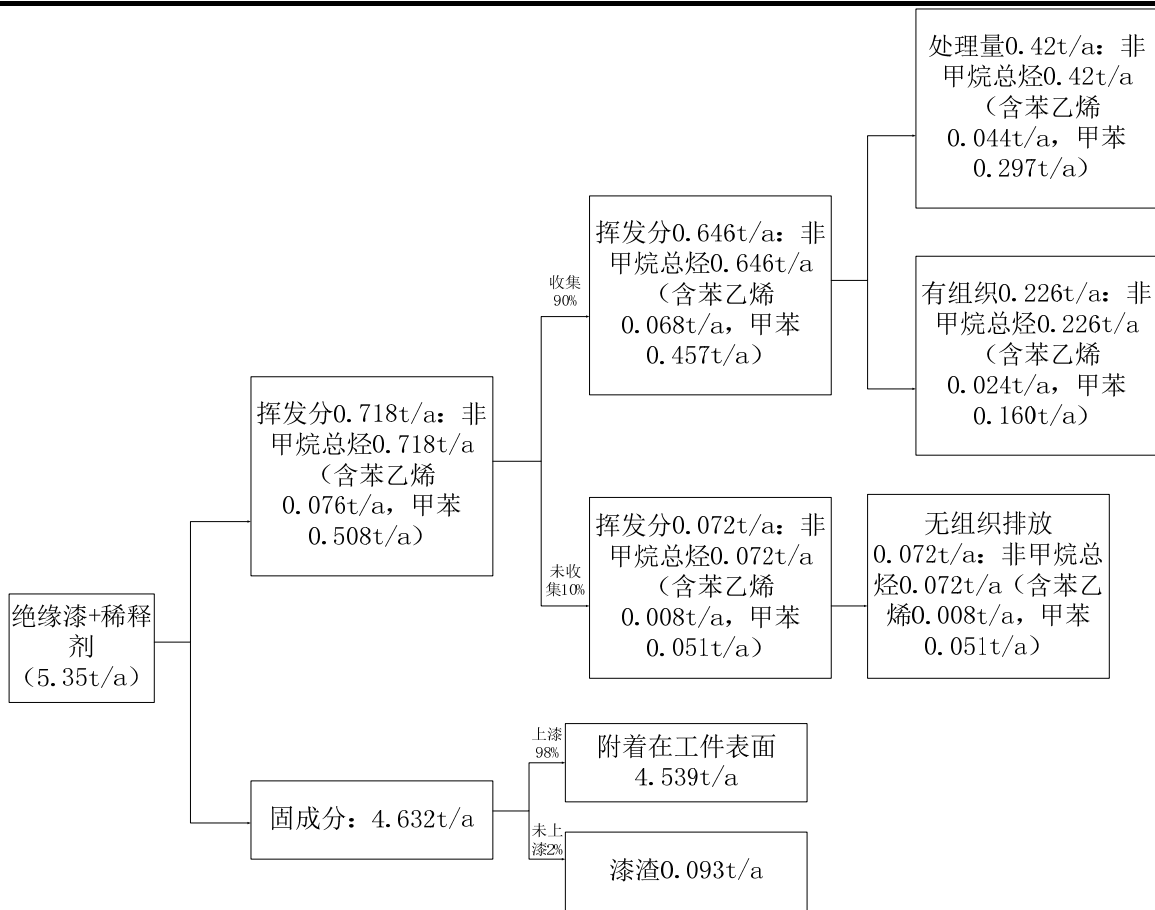 处理量0.42t/a：非
甲烷总烃0.42t/a
（含苯乙烯
0.044t/a，甲苯
0.297t/a）
挥发分0.646t/a：非
甲烷总烃0.646t/a
（含苯乙烯
0.068t/a，甲苯
0.457t/a）
收集
90%
有组织0.226t/a：非
甲烷总烃0.226t/a
（含苯乙烯
0.024t/a，甲苯
0.160t/a）
挥发分0.718t/a：非
甲烷总烃0.718t/a
（含苯乙烯
0.076t/a，甲苯
0.508t/a）
挥发分0.072t/a：非
甲烷总烃0.072t/a
（含苯乙烯
0.008t/a，甲苯
0.051t/a）
未收
集10%
无组织排放
0.072t/a：非甲烷总
烃0.072t/a（含苯乙
烯0.008t/a，甲苯
0.051t/a）
绝缘漆+稀释
剂
（5.35t/a）
上漆
98%
附着在工件表面
4.539t/a
固成分：4.632t/a
未上
漆2%
漆渣0.093t/a